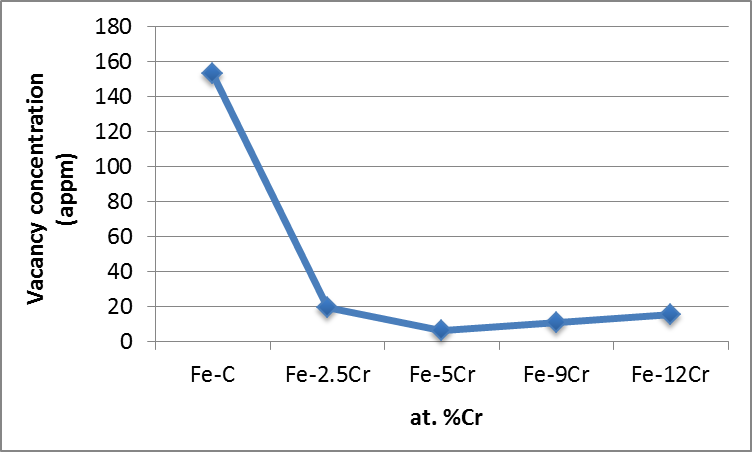 180
160
140
120
100
80
60
40
20
0
Vacancy concentration
(appm)
Fe-C
Fe-2.5Cr
Fe-5Cr
Fe-9Cr
Fe-12Cr
at. %Cr